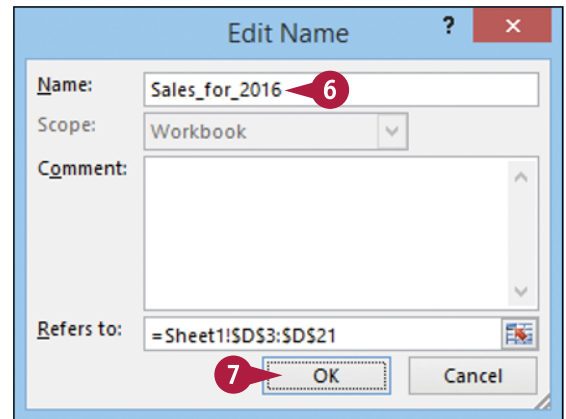 Edit Name
?
×
Name: Sales_for_2016 6
Scope: Workbook
Comment:
Refers to: =Sheet1!$D$3:$D$21
7 OK Cancel